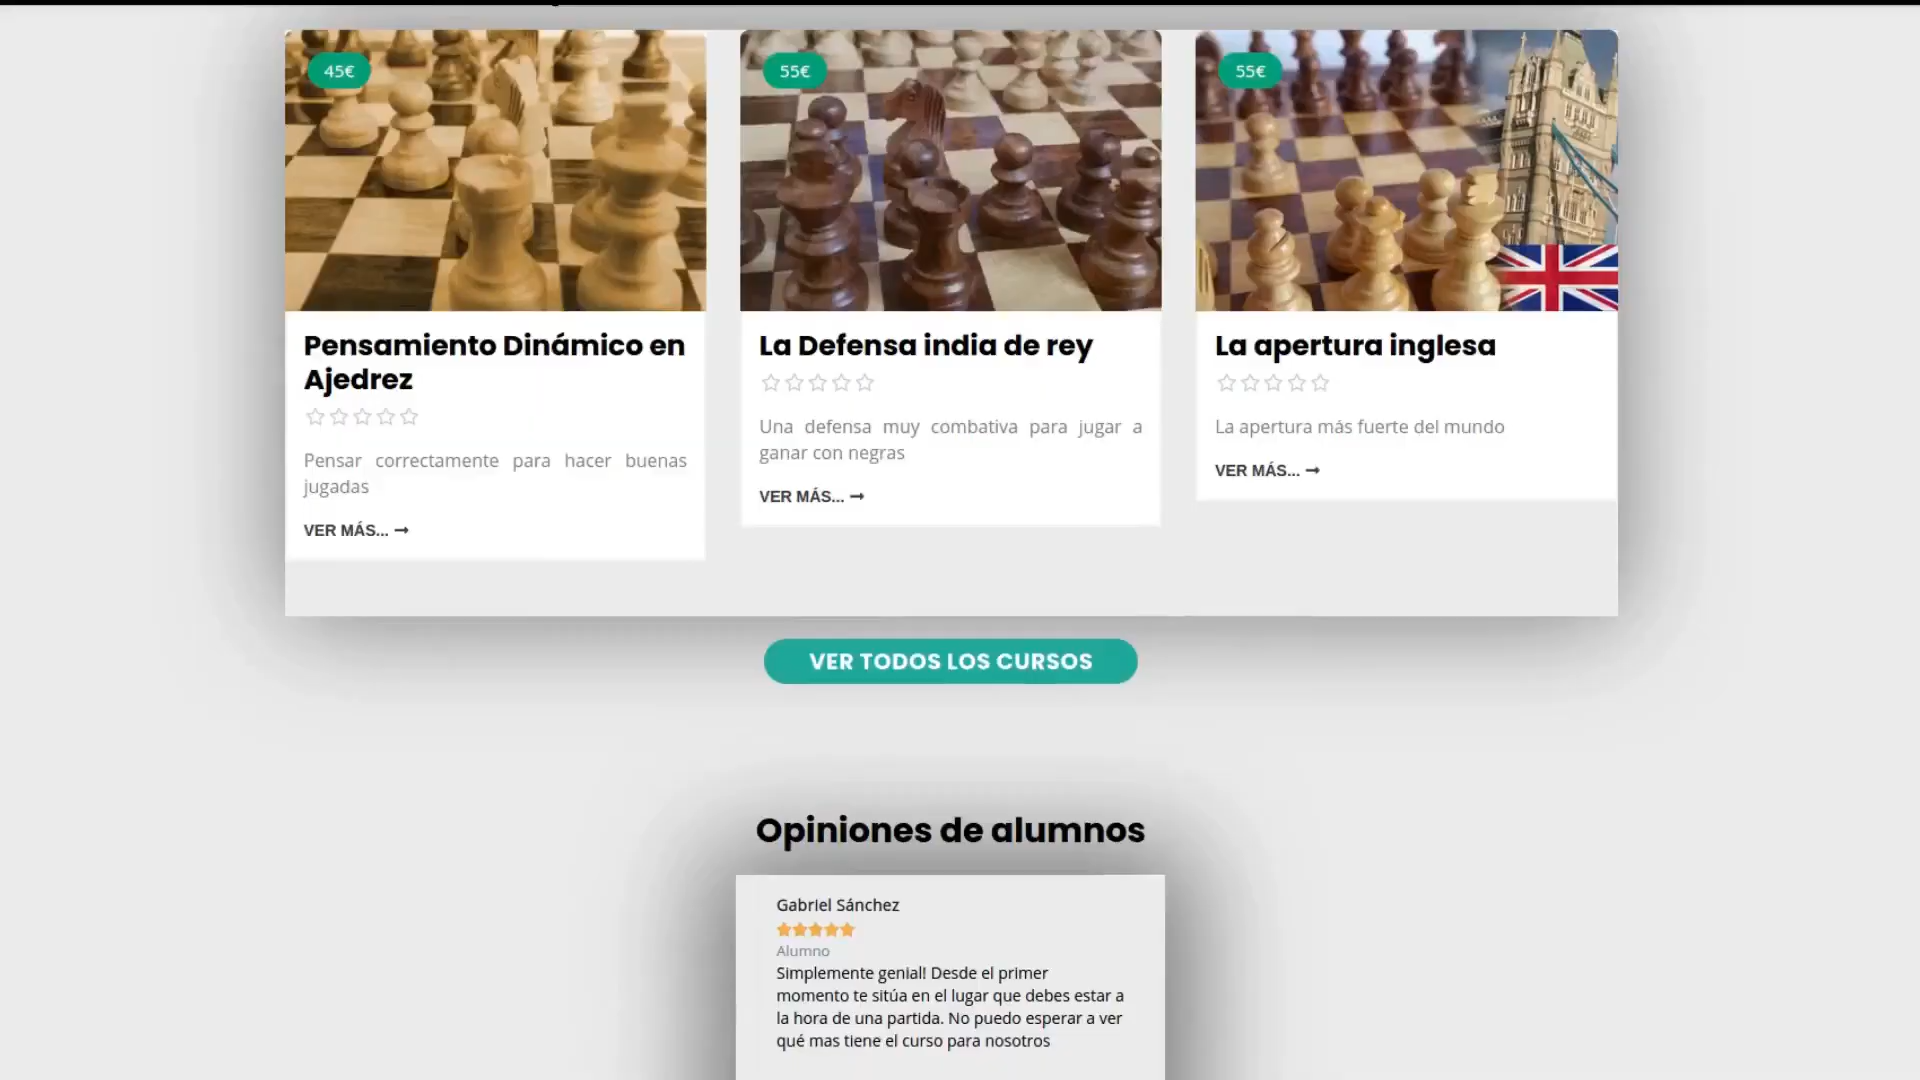 45€
Pensamiento Dinámico en
Ajedrez
Pensar correctamente para hacer buenas
jugadas
VER MÁS...
55€
La Defensa india de rey
Una defensa muy combativa para jugar a
ganar con negras
VER MÁS...
55€
La apertura inglesa
La apertura más fuerte del mundo
VER MÁS...
VER TODOS LOS CURSOS
Opiniones de alumnos
Gabriel Sánchez
Alumno
Simplemente genial! Desde el primer
momento te sitúa en el lugar que debes estar a
la hora de una partida. No puedo esperar a ver
qué mas tiene el curso para nosotros